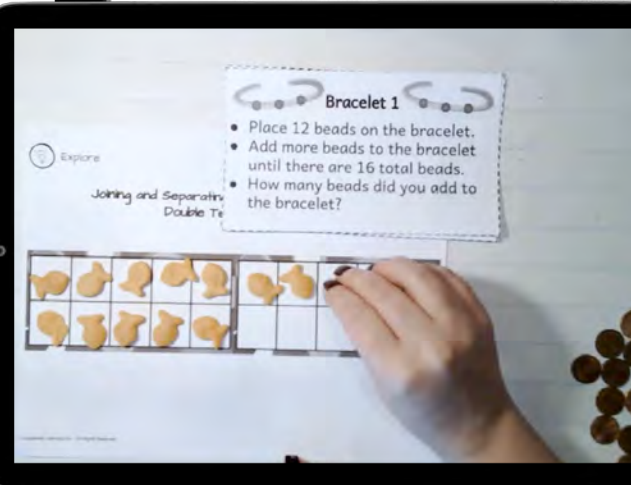 Bracelet 1
• Place 12 beads on the bracelet.
• Add more beads to the bracelet
until there are 16 total beads.
• How many beads did you add to
the bracelet?
Explore
Joining and Separatin
Double Te